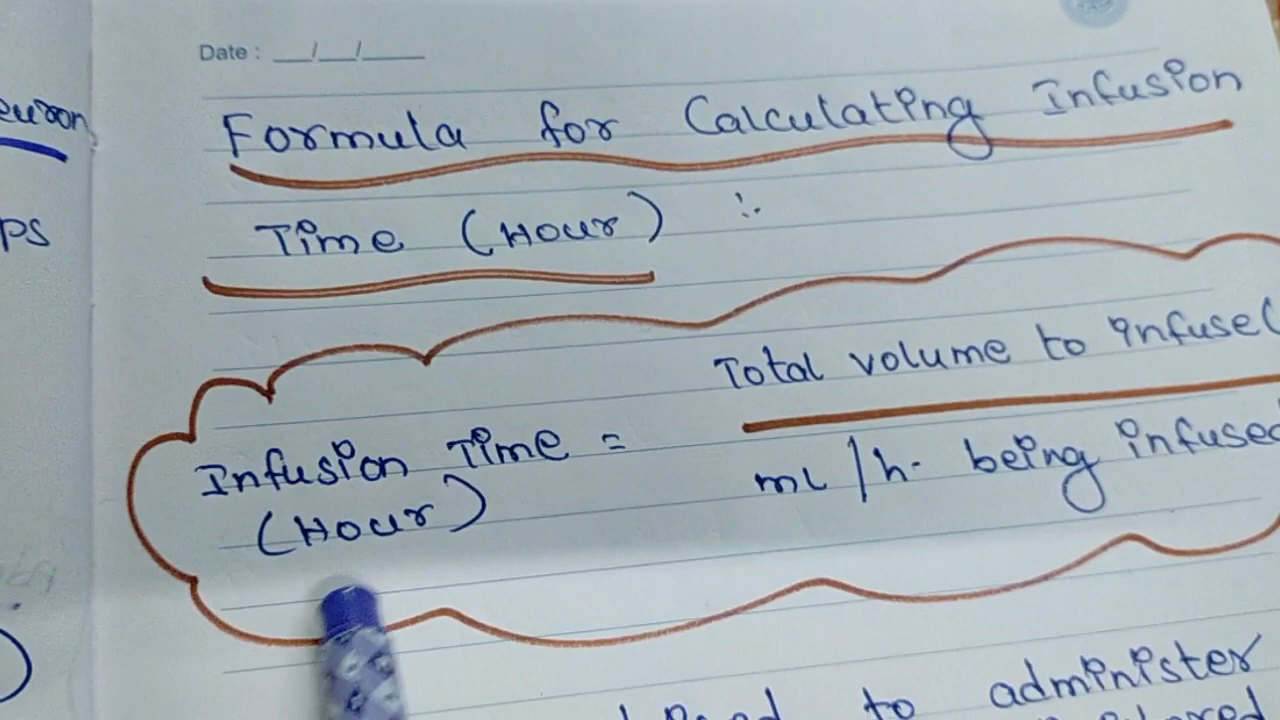 Date : __/__/____
Formula for Calculating Infusion
Time (Hour) :-
Total volume to infuse(
Infusion Time =
mL/h. being infused
(Hour)
to administer